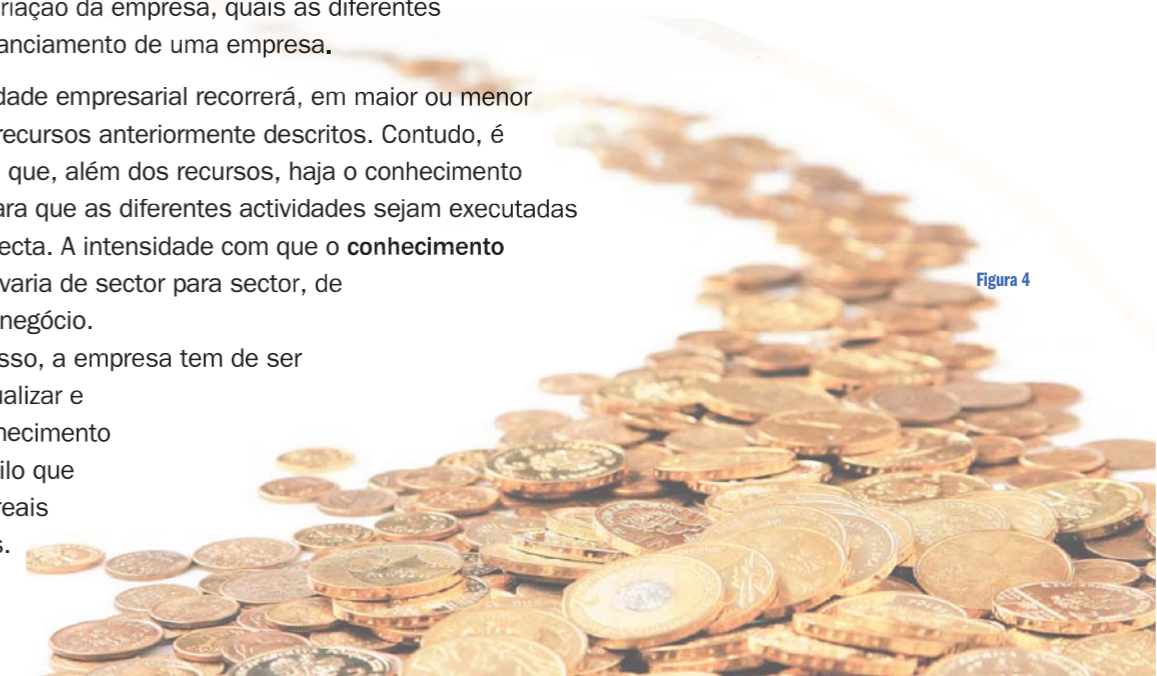 riação da empresa, quais as diferentes
anciamento de uma empresa.
dade empresarial recorrerá, em maior ou menor
recursos anteriormente descritos. Contudo, é
que, além dos recursos, haja o conhecimento
ara que as diferentes actividades sejam executadas
ecta. A intensidade com que o conhecimento
varia de sector para sector, de
Figura 4
negócio.
sso, a empresa tem de ser
ualizar e
hecimento
ilo que
reais
s.